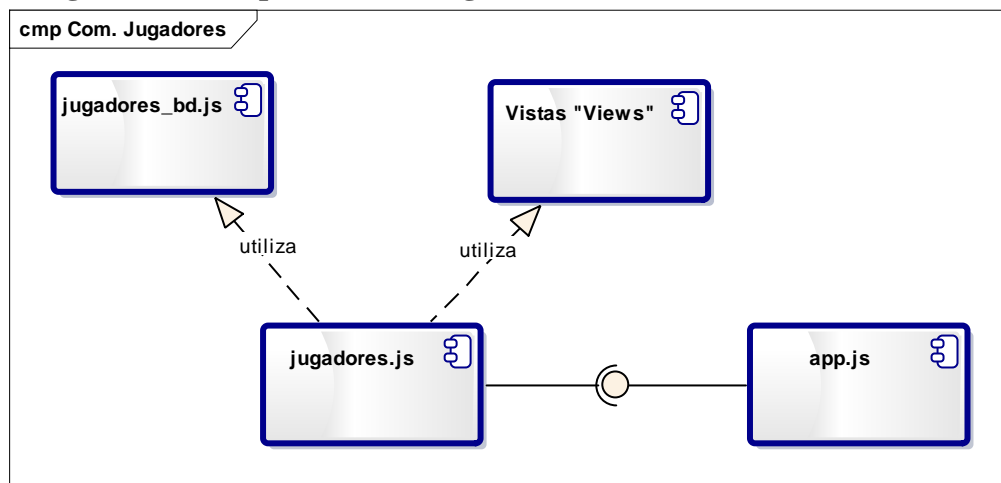 cmp Com. Jugadores
jugadores_bd.js
Vistas "Views"
utiliza
utiliza
jugadores.js
app.js